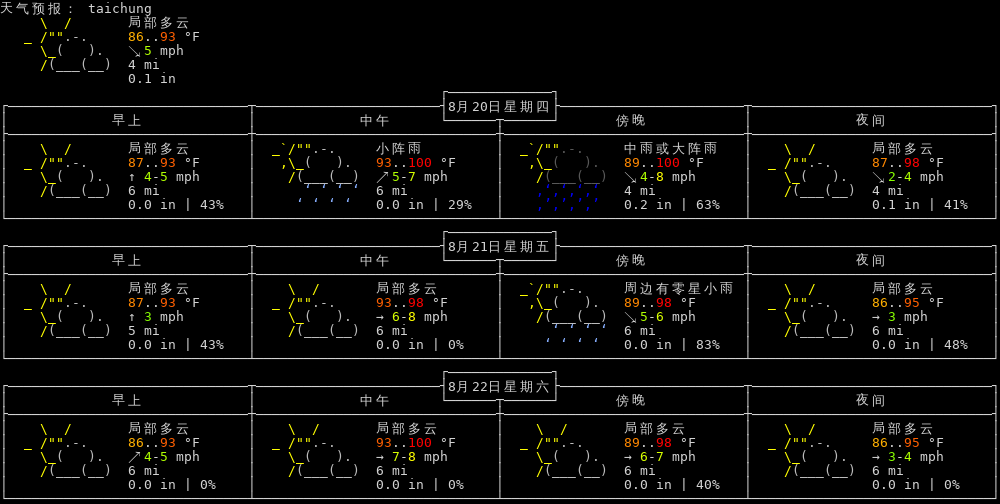 天气预报： taichung
局部多云
86..93 °F
↘ 5 mph
4 mi
0.1 in
8月20日星期四
早上 中午 傍晚 夜间
局部多云 小阵雨 中雨或大阵雨 局部多云
87..93 °F 93..100 °F 89..100 °F 87..98 °F
↑ 4-5 mph ↗ 5-7 mph ↘ 4-8 mph ↘ 2-4 mph
6 mi 6 mi 4 mi 4 mi
0.0 in | 43% 0.0 in | 29% 0.2 in | 63% 0.1 in | 41%
8月21日星期五
早上 中午 傍晚 夜间
局部多云 局部多云 周边有零星小雨 局部多云
87..93 °F 93..98 °F 89..98 °F 86..95 °F
↑ 3 mph → 6-8 mph ↘ 5-6 mph → 3 mph
5 mi 6 mi 6 mi 6 mi
0.0 in | 43% 0.0 in | 0% 0.0 in | 83% 0.0 in | 48%
8月22日星期六
早上 中午 傍晚 夜间
局部多云 局部多云 局部多云 局部多云
86..93 °F 93..100 °F 89..98 °F 86..95 °F
↗ 4-5 mph → 7-8 mph → 6-7 mph → 3-4 mph
6 mi 6 mi 6 mi 6 mi
0.0 in | 0% 0.0 in | 0% 0.0 in | 40% 0.0 in | 0%